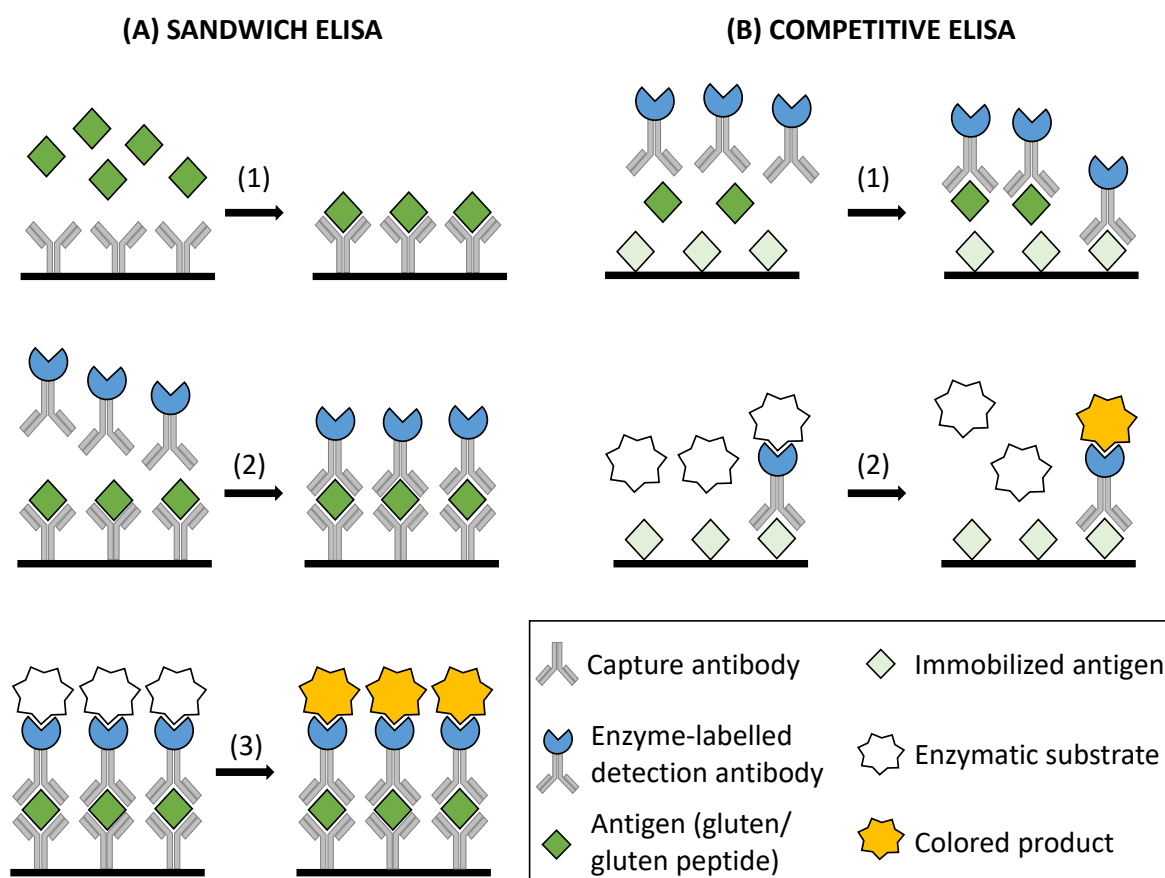 (A) SANDWICH ELISA
(1)
(2)
(3)
(B) COMPETITIVE ELISA
(1)
(2)
Capture antibody
Enzyme-labelled
detection antibody
Antigen (gluten/
gluten peptide)
Immobilized antigen
Enzymatic substrate
Colored product